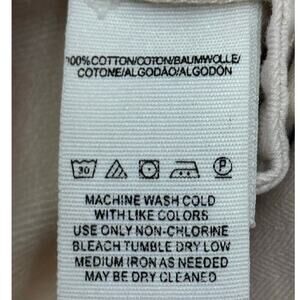 100% COTTON/COTON/BAUMWOLLE/
COTONE/ALGODÃO/ALGODÓN
30
P
MACHINE WASH COLD
WITH LIKE COLORS
USE ONLY NON-CHLORINE
BLEACH TUMBLE DRY LOW
MEDIUM IRON AS NEEDED
MAY BE DRY CLEANED